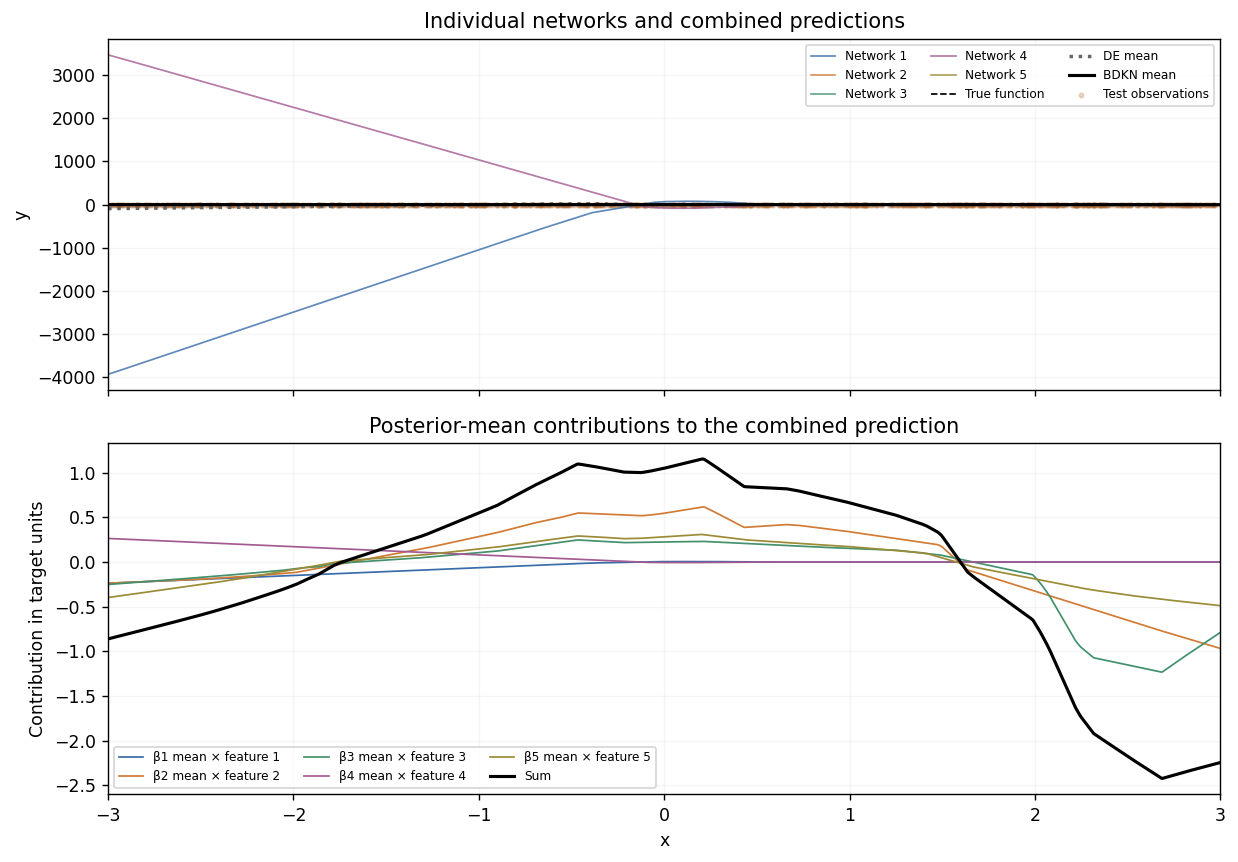 Individual networks and combined predictions
Network 1
Network 2
Network 3
Network 4
Network 5
True function
DE mean
BDKN mean
Test observations
3000
2000
1000
0
−1000
−2000
−3000
−4000
y
Posterior-mean contributions to the combined prediction
1.0
0.5
0.0
−0.5
−1.0
−1.5
−2.0
−2.5
Contribution in target units
β1 mean × feature 1
β2 mean × feature 2
β3 mean × feature 3
β4 mean × feature 4
β5 mean × feature 5
Sum
−3
−2
−1
0
1
2
3
x